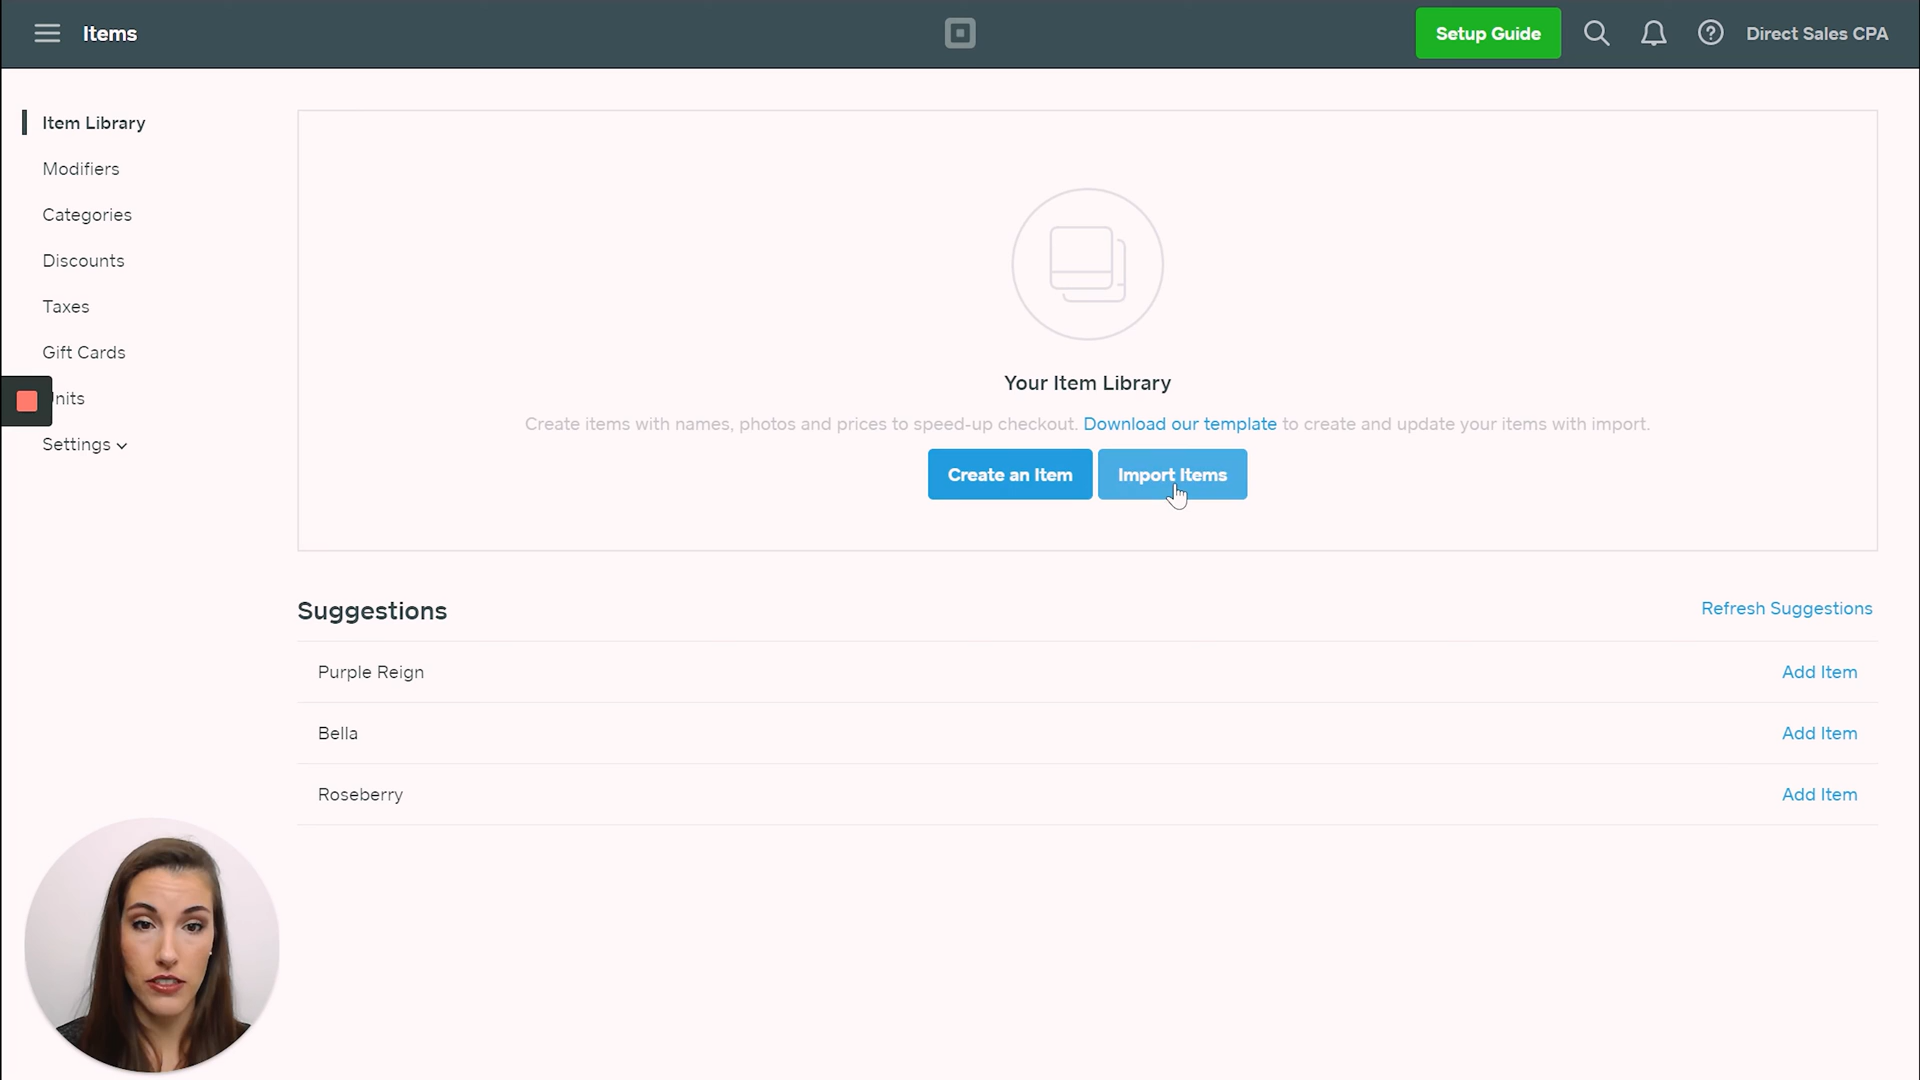 Items
Setup Guide
Direct Sales CPA
Item Library
Modifiers
Categories
Discounts
Taxes
Gift Cards
nits
Settings
Your Item Library
Create items with names, photos and prices to speed-up checkout. Download our template to create and update your items with import.
Create an Item
Import Items
Suggestions
Refresh Suggestions
Purple Reign
Add Item
Bella
Add Item
Roseberry
Add Item